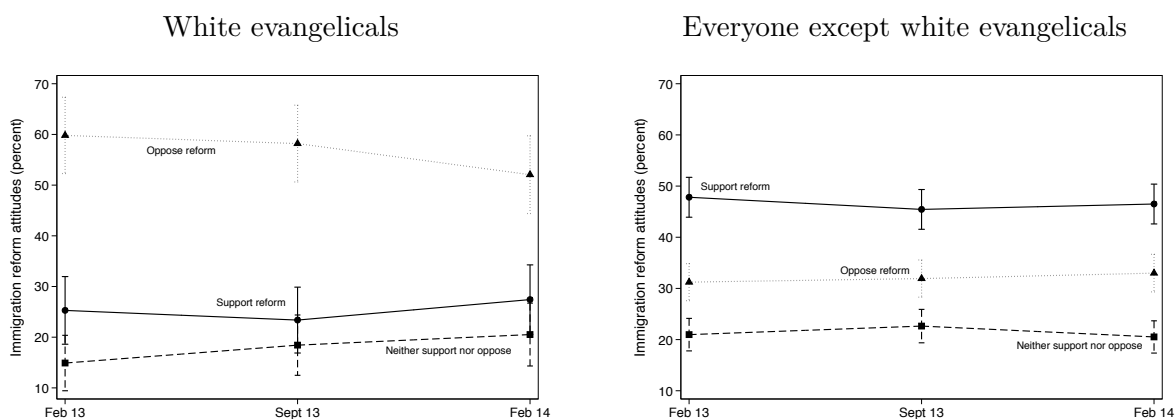 White evangelicals
Immigration reform attitudes (percent)
70
60
50
40
30
20
10
Oppose reform
Support reform
Neither support nor oppose
Feb 13 Sept 13 Feb 14
Everyone except white evangelicals
Immigration reform attitudes (percent)
70
60
50
40
30
20
10
Support reform
Oppose reform
Neither support nor oppose
Feb 13 Sept 13 Feb 14